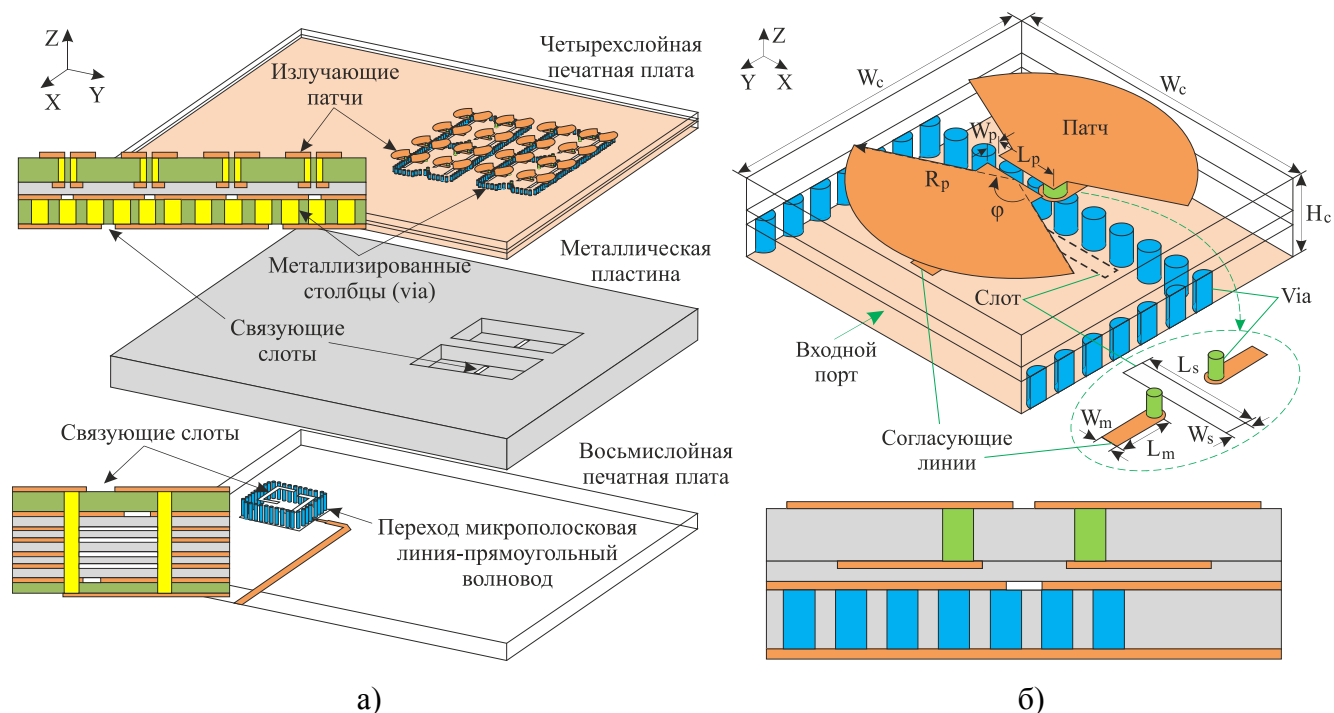 Z
X
Y
Излучающие
патчи
Четырехслойная
печатная плата
Металлическая
пластина
Металлизированные
столбцы (via)
Связующие
слоты
Связующие слоты
Восьмислойная
печатная плата
Переход микрополосковая
линия-прямоугольный
волновод
а)
Z
Y
X
Wc
Wc
Патч
Wp
Lp
Rp
φ
Hc
Слот
Via
Входной
порт
Ls
Wm
Ws
Lm
Согласующие
линии
б)